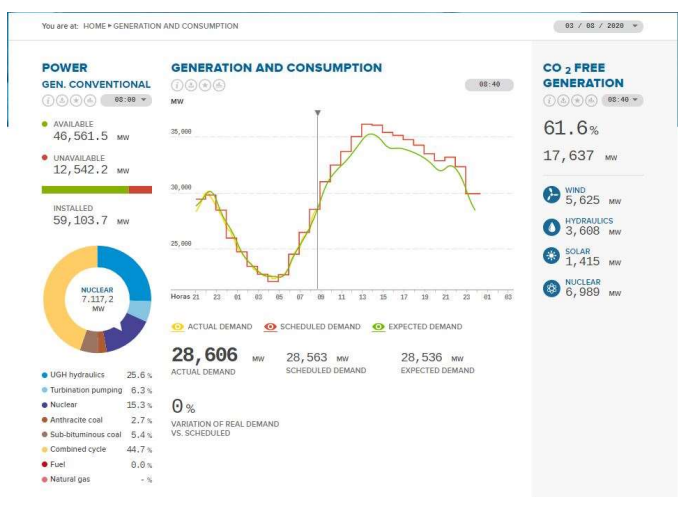 You are at: HOME ▸ GENERATION AND CONSUMPTION
03 / 08 / 2020
POWER
GEN. CONVENTIONAL
08:00
AVAILABLE
46,561.5 MW
UNAVAILABLE
12,542.2 MW
INSTALLED
59,103.7 MW
NUCLEAR
7.117,2
MW
UGH hydraulics 25.6 %
Turbination pumping 6.3 %
Nuclear 15.3 %
Anthracite coal 2.7 %
Sub-bituminous coal 5.4 %
Combined cycle 44.7 %
Fuel 0.0 %
Natural gas - %
GENERATION AND CONSUMPTION
08:40
MW
35,000
30,000
25,000
Horas 21 23 01 03 05 07 09 11 13 15 17 19 21 23 01 03
ACTUAL DEMAND SCHEDULED DEMAND EXPECTED DEMAND
28,606 MW 28,563 MW 28,536 MW
ACTUAL DEMAND SCHEDULED DEMAND EXPECTED DEMAND
0 %
VARIATION OF REAL DEMAND
VS. SCHEDULED
CO 2 FREE
GENERATION
08:40
61.6 %
17,637 MW
WIND
5,625 MW
HYDRAULICS
3,608 MW
SOLAR
1,415 MW
NUCLEAR
6,989 MW